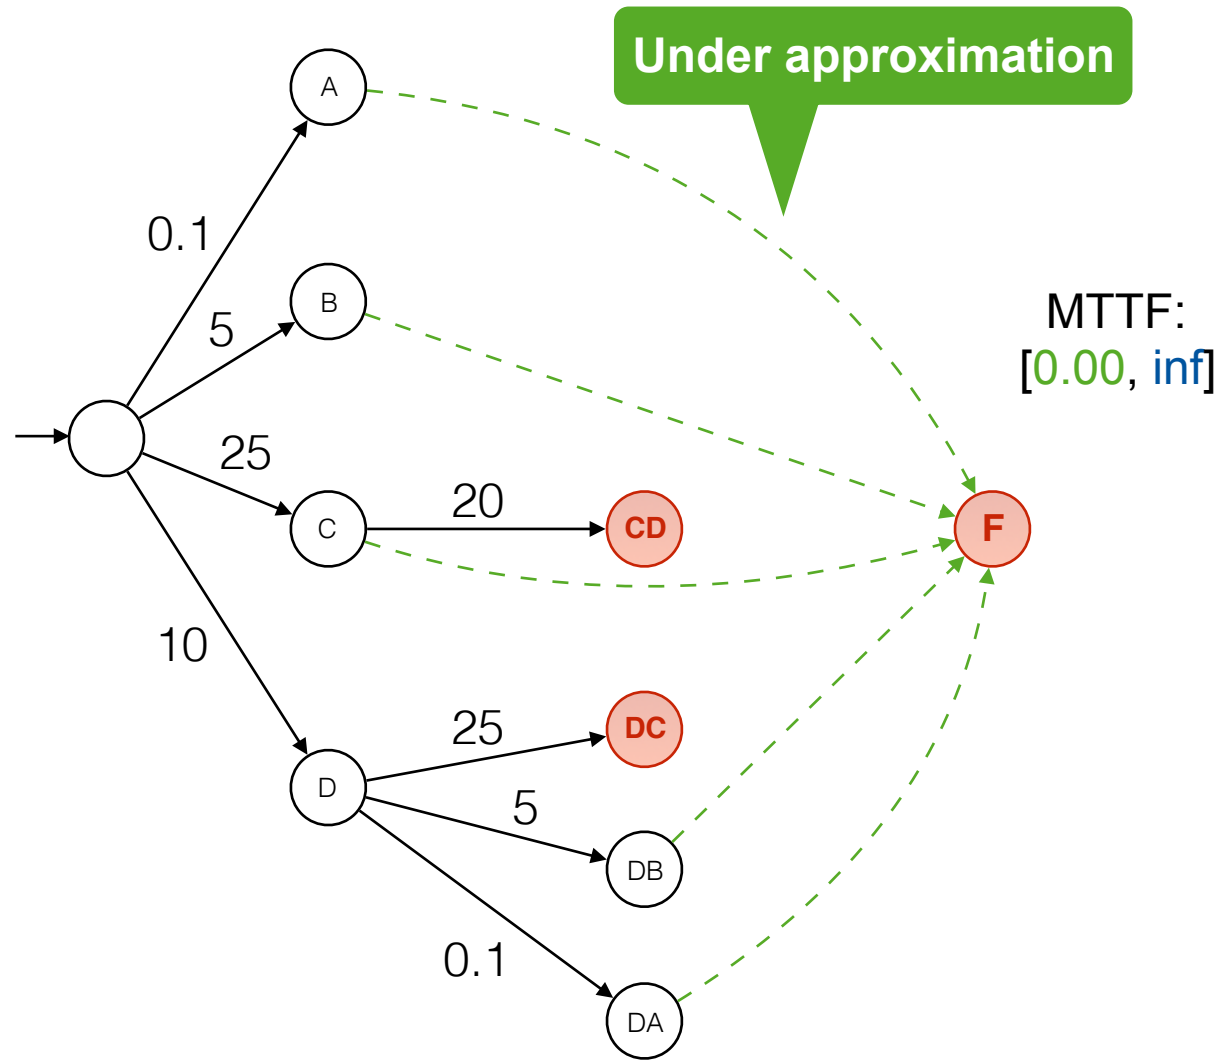 Under approximation
A
0.1
B
5
MTTF:
[0.00, inf]
25
C
20
CD
F
10
D
25
DC
5
DB
0.1
DA